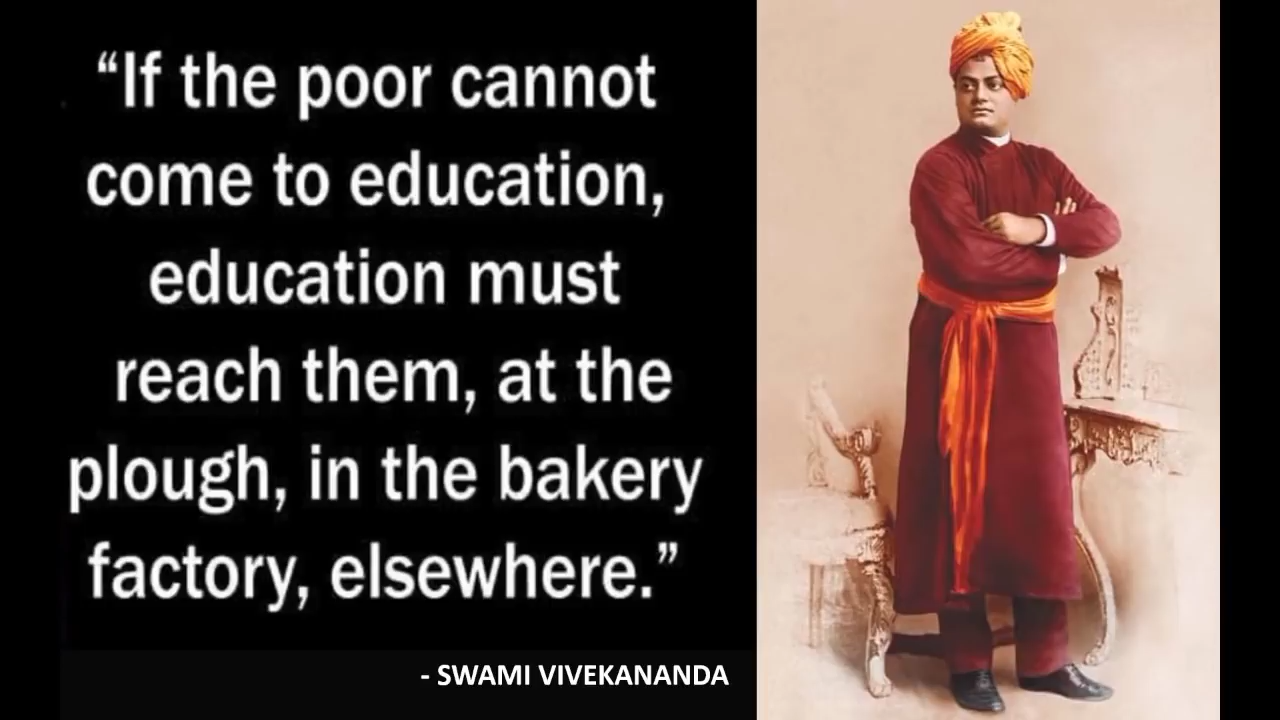 “If the poor cannot
come to education,
education must
reach them, at the
plough, in the bakery
factory, elsewhere.”
- SWAMI VIVEKANANDA